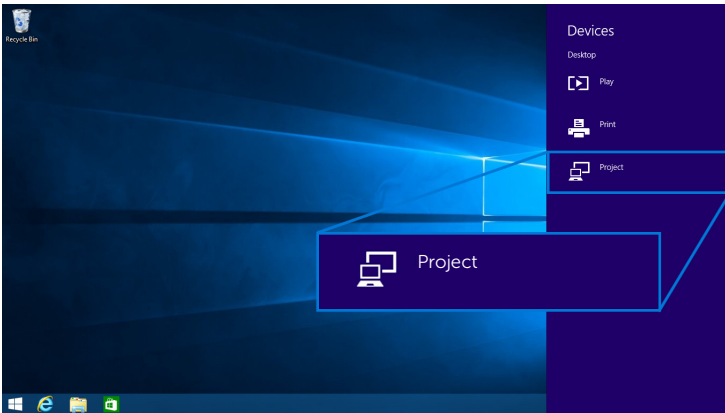 Recycle Bin
Devices
Desktop
Play
Print
Project
Project